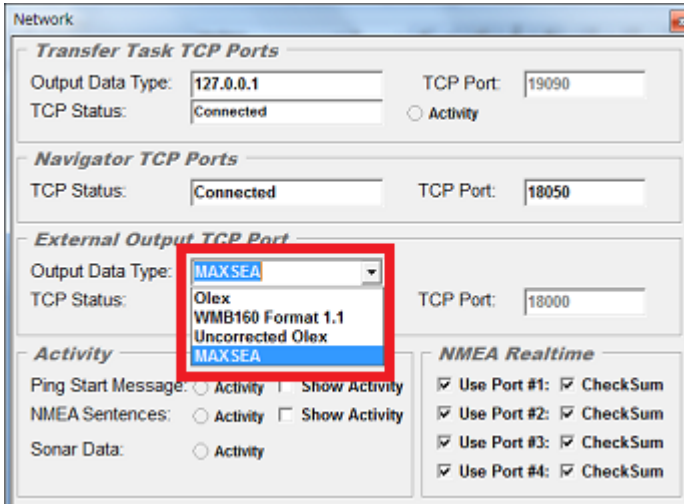 Network
Transfer Task TCP Ports
Output Data Type: 127.0.0.1 TCP Port: 19090
TCP Status: Connected Activity
Navigator TCP Ports
TCP Status: Connected TCP Port: 18050
External Output TCP Port
Output Data Type: MAXSEA
Olex
TCP Status: TCP Port: 18000
WMB160 Format 1.1
Uncorrected Olex
MAXSEA
Activity
Ping Start Message: Activity Show Activity
NMEA Sentences: Activity Show Activity
Sonar Data: Activity
NMEA Realtime
Use Port #1: CheckSum
Use Port #2: CheckSum
Use Port #3: CheckSum
Use Port #4: CheckSum